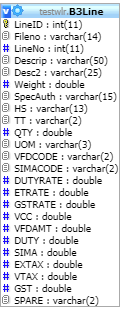 testwlr.B3Line
LineID : int(11)
Fileno : varchar(14)
LineNo : int(11)
Descrip : varchar(50)
Desc2 : varchar(25)
Weight : double
SpecAuth : varchar(15)
HS : varchar(13)
TT : varchar(2)
QTY : double
UOM : varchar(3)
VFDCODE : varchar(2)
SIMACODE : varchar(2)
DUTYRATE : double
ETRATE : double
GSTRATE : double
VCC : double
VFDAMT : double
DUTY : double
SIMA : double
EXTAX : double
VTAX : double
GST : double
SPARE : varchar(2)